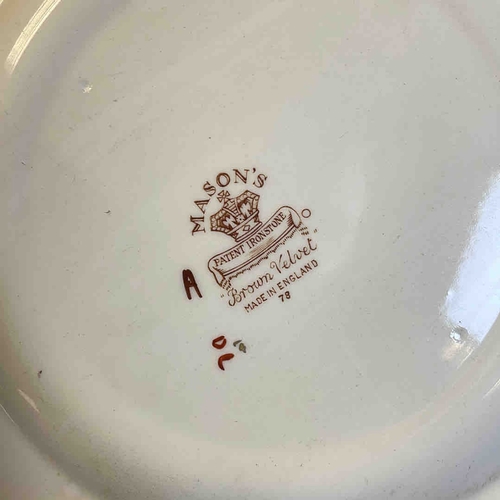 MASON'S
PATENT IRONSTONE
"Brown Velvet"
MADE IN ENGLAND
78
A